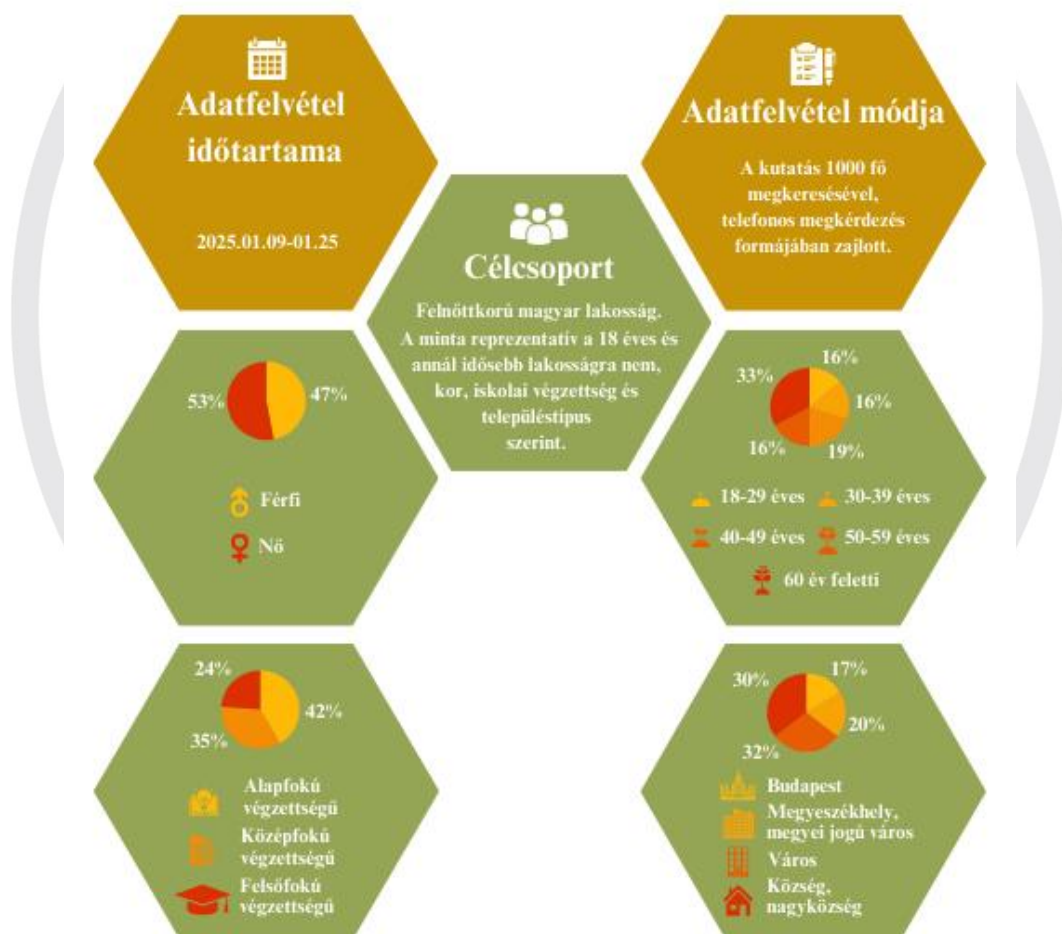 Adatfelvétel
időtartama
2025.01.09-01.25
Adatfelvétel módja
A kutatás 1000 fő
megkeresésével,
telefonos megkérdezés
formájában zajlott.
Célcsoport
Felnőttkorú magyar lakosság.
A minta reprezentatív a 18 éves és
annál idősebb lakosságra nem,
kor, iskolai végzettség és
településtípus
szerint.
53%
47%
Férfi
Nő
16%
33%
16%
16%
19%
18-29 éves
30-39 éves
40-49 éves
50-59 éves
60 év feletti
24%
42%
35%
Alapfokú
végzettségű
Középfokú
végzettségű
Felsőfokú
végzettségű
17%
30%
20%
32%
Budapest
Megyeszékhely,
megyei jogú város
Város
Község,
nagyközség